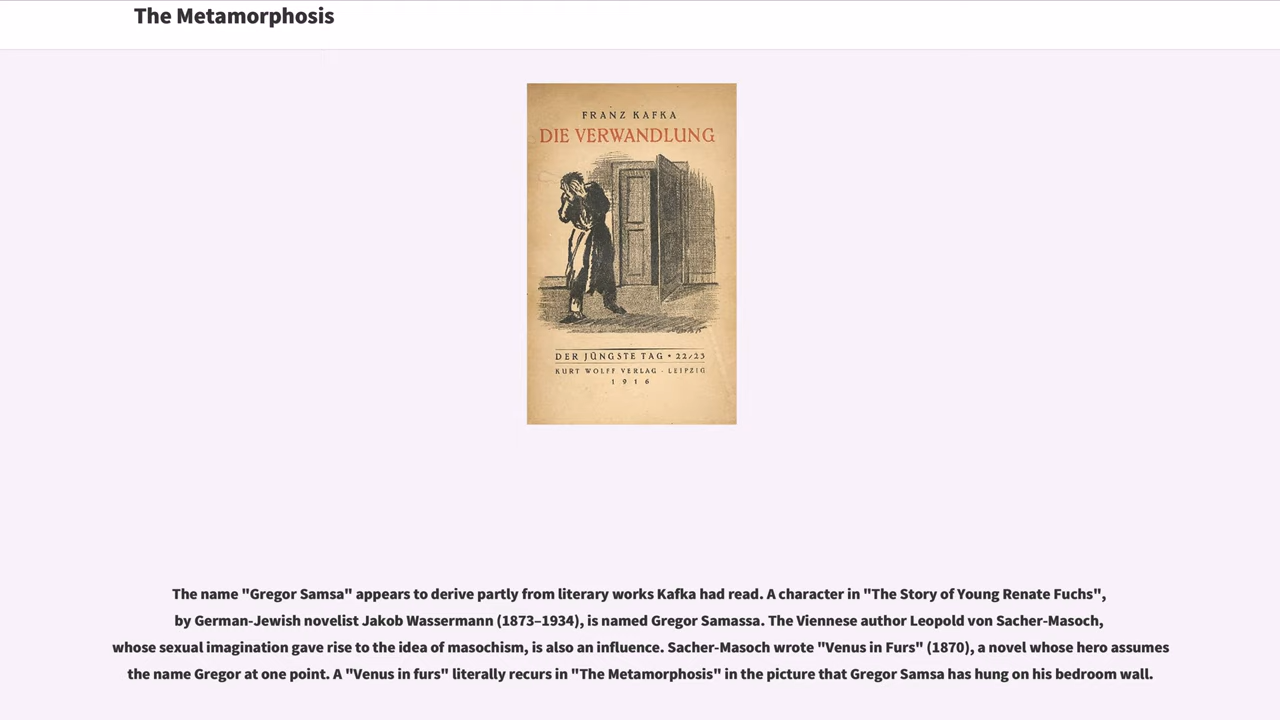 The Metamorphosis
FRANZ KAFKA
DIE VERWANDLUNG
DER JÜNGSTE TAG • 22/23
KURT WOLFF VERLAG · LEIPZIG
1916
The name "Gregor Samsa" appears to derive partly from literary works Kafka had read. A character in "The Story of Young Renate Fuchs",
by German-Jewish novelist Jakob Wassermann (1873–1934), is named Gregor Samassa. The Viennese author Leopold von Sacher-Masoch,
whose sexual imagination gave rise to the idea of masochism, is also an influence. Sacher-Masoch wrote "Venus in Furs" (1870), a novel whose hero assumes
the name Gregor at one point. A "Venus in furs" literally recurs in "The Metamorphosis" in the picture that Gregor Samsa has hung on his bedroom wall.